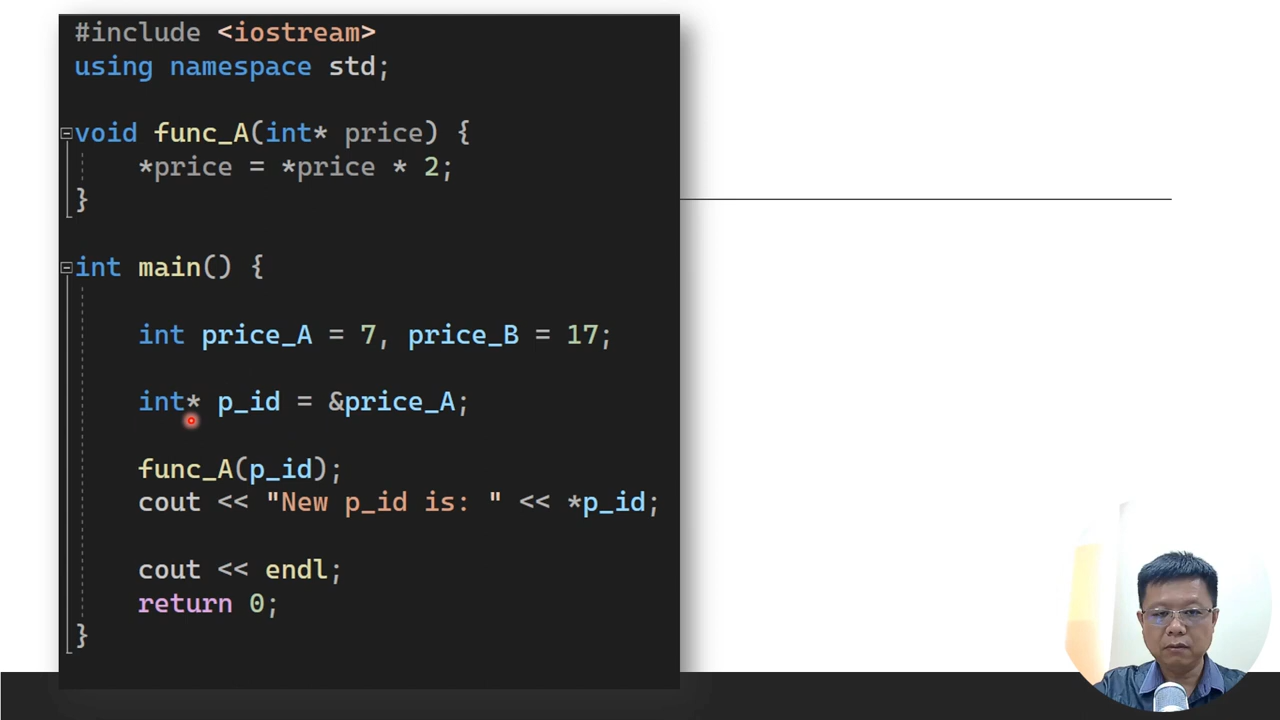 #include <iostream>
using namespace std;
void func_A(int* price) {
*price = *price * 2;
}
int main() {
int price_A = 7, price_B = 17;
int* p_id = &price_A;
func_A(p_id);
cout << "New p_id is: " << *p_id;
cout << endl;
return 0;
}